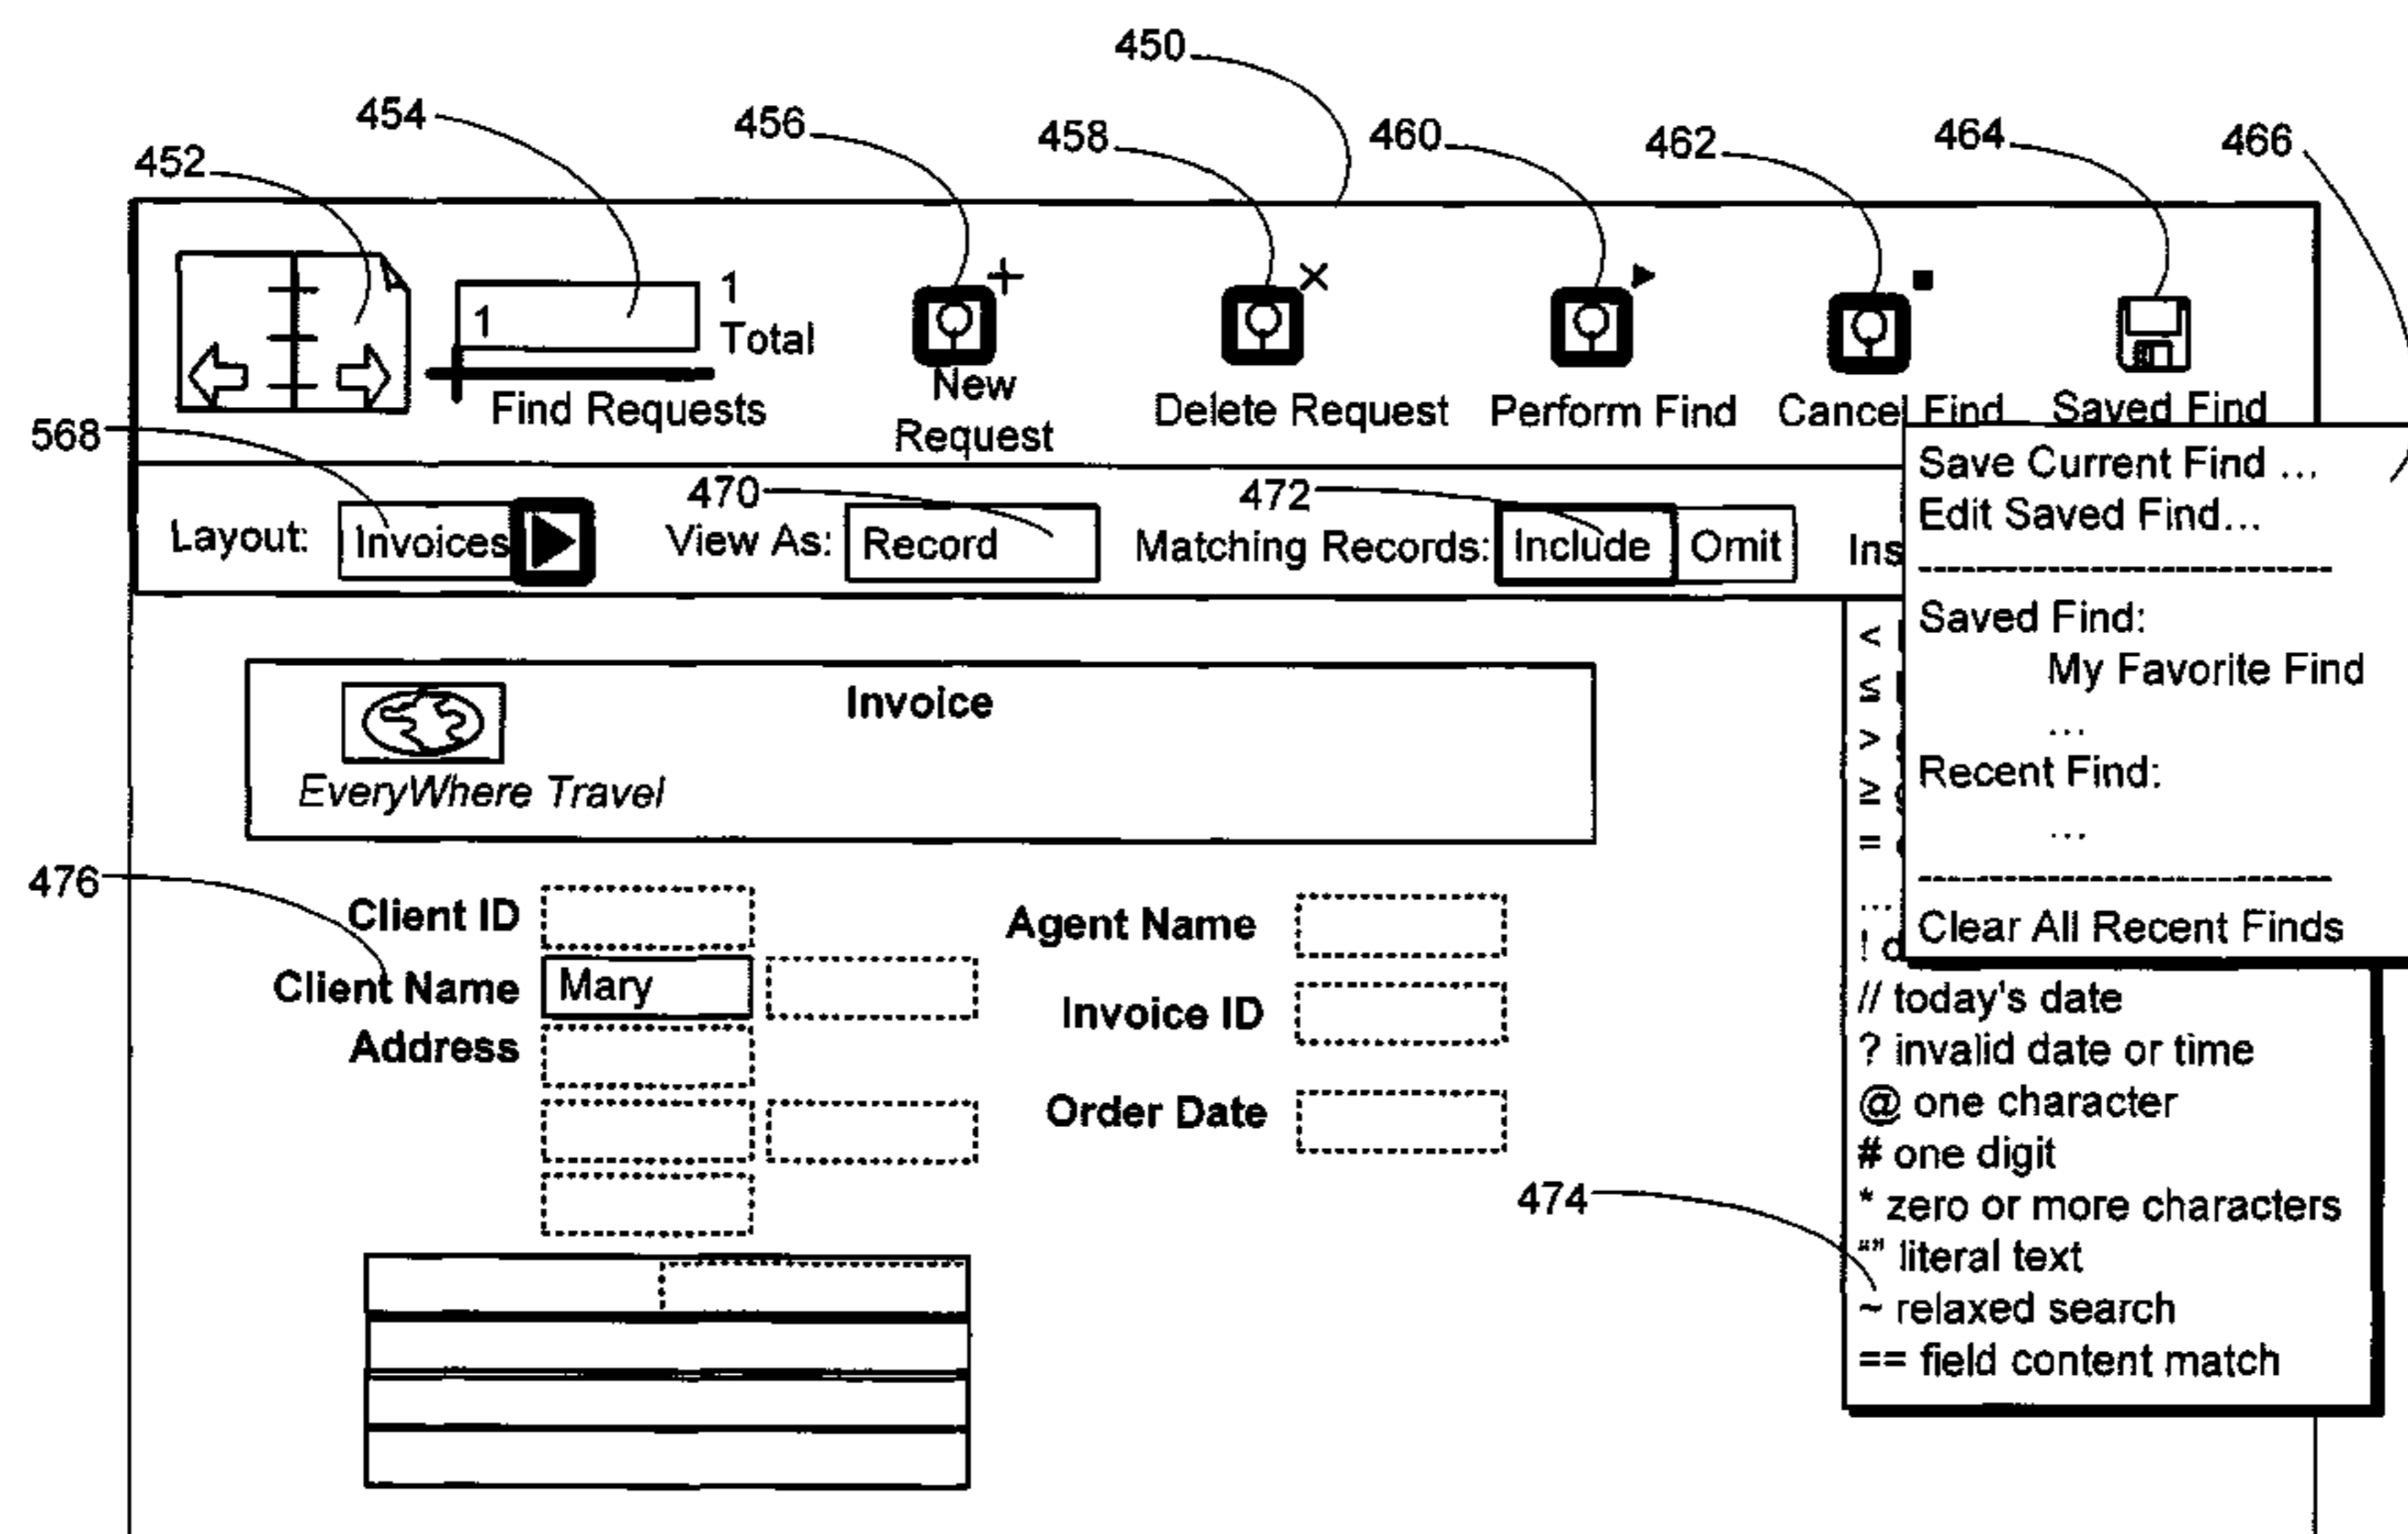 450
454 456 458 460 462 464 466
452
1
1 Total
Find Requests
New Request
Delete Request
Perform Find
Cancel Find
Saved Find
568
470
472
Layout: Invoices
View As: Record
Matching Records: Include Omit
Save Current Find ...
Edit Saved Find...
------------------------------
Saved Find:
My Favorite Find
...
Recent Find:
...
------------------------------
Clear All Recent Finds
Invoice
EveryWhere Travel
476
Client ID
Agent Name
Client Name Mary
Invoice ID
Address
Order Date
474
<
≤
>
≥
=
...
!
// today's date
? invalid date or time
@ one character
# one digit
* zero or more characters
“” literal text
~ relaxed search
== field content match